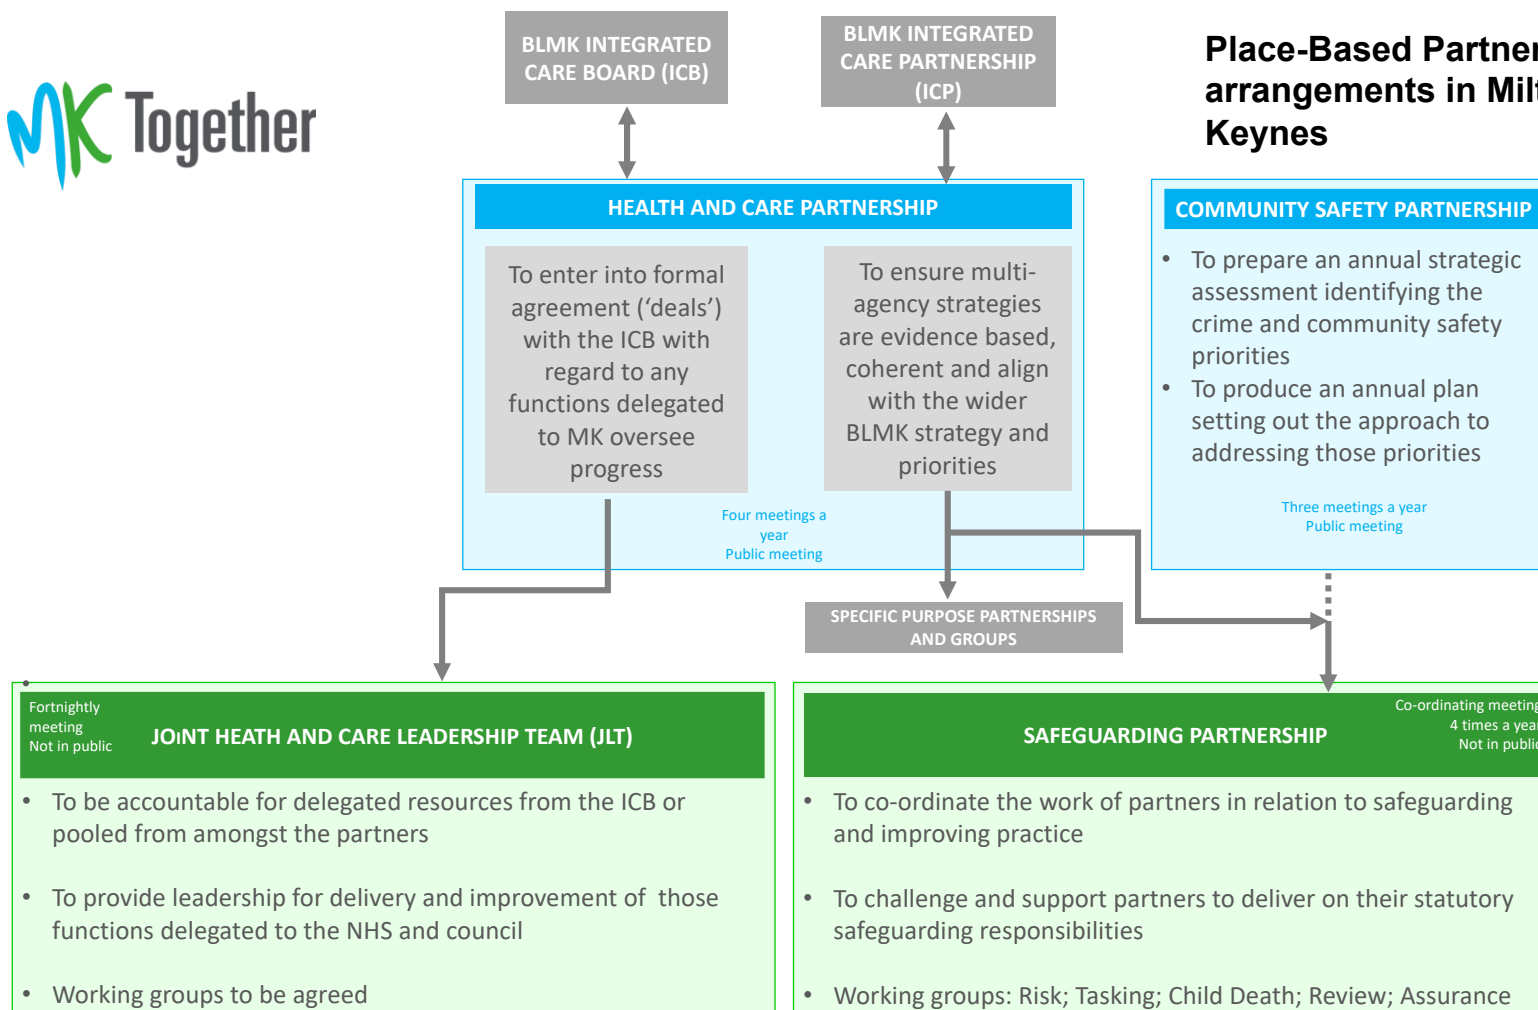 MK Together
BLMK INTEGRATED
CARE BOARD (ICB)
BLMK INTEGRATED
CARE PARTNERSHIP
(ICP)
Place-Based
arrangements in
Keynes
HEALTH AND CARE PARTNERSHIP
To enter into formal
agreement (‘deals’)
with the ICB with
regard to any
functions delegated
to MK oversee
progress
To ensure multi-
agency strategies
are evidence based,
coherent and align
with the wider
BLMK strategy and
priorities
Four meetings a
year
Public meeting
COMMUNITY SAFETY PARTNERSHIP
• To prepare an annual strategic
assessment identifying the
crime and community safety
priorities
• To produce an annual plan
setting out the approach to
addressing those priorities
Three meetings a year
Public meeting
SPECIFIC PURPOSE PARTNERSHIPS
AND GROUPS
•
Fortnightly
meeting
Not in public
JOINT HEATH AND CARE LEADERSHIP TEAM (JLT)
• To be accountable for delegated resources from the ICB or
pooled from amongst the partners
• To provide leadership for delivery and improvement of those
functions delegated to the NHS and council
• Working groups to be agreed
SAFEGUARDING PARTNERSHIP
Co-ordinating meeting
4 times a year
Not in public
• To co-ordinate the work of partners in relation to safeguarding
and improving practice
• To challenge and support partners to deliver on their statutory
safeguarding responsibilities
• Working groups: Risk; Tasking; Child Death; Review; Assurance